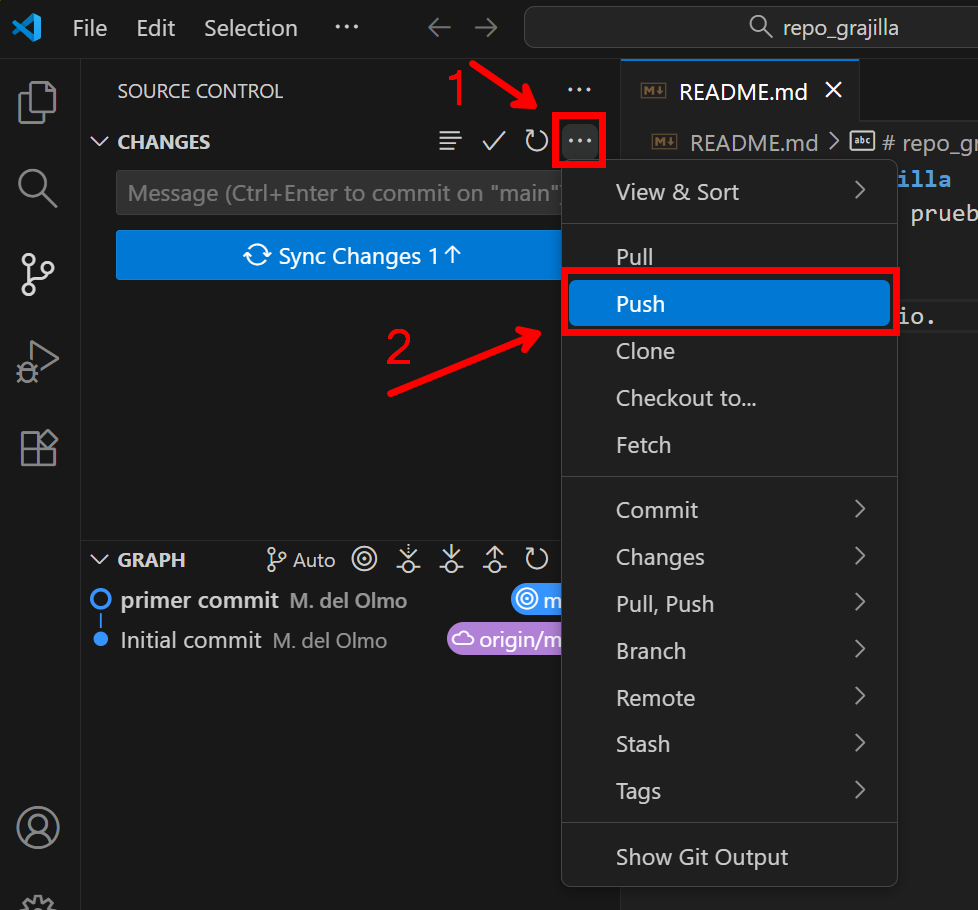 File Edit Selection ···
repo_grajilla
SOURCE CONTROL ···
1
README.md
CHANGES ···
README.md > # repo_gr
Message (Ctrl+Enter to commit on "main"
illa
prueb
Sync Changes 1↑
io.
2
View & Sort
Pull
Push
Clone
Checkout to...
Fetch
Commit
Changes
Pull, Push
Branch
Remote
Stash
Tags
Show Git Output
GRAPH Auto
primer commit M. del Olmo m
Initial commit M. del Olmo origin/m